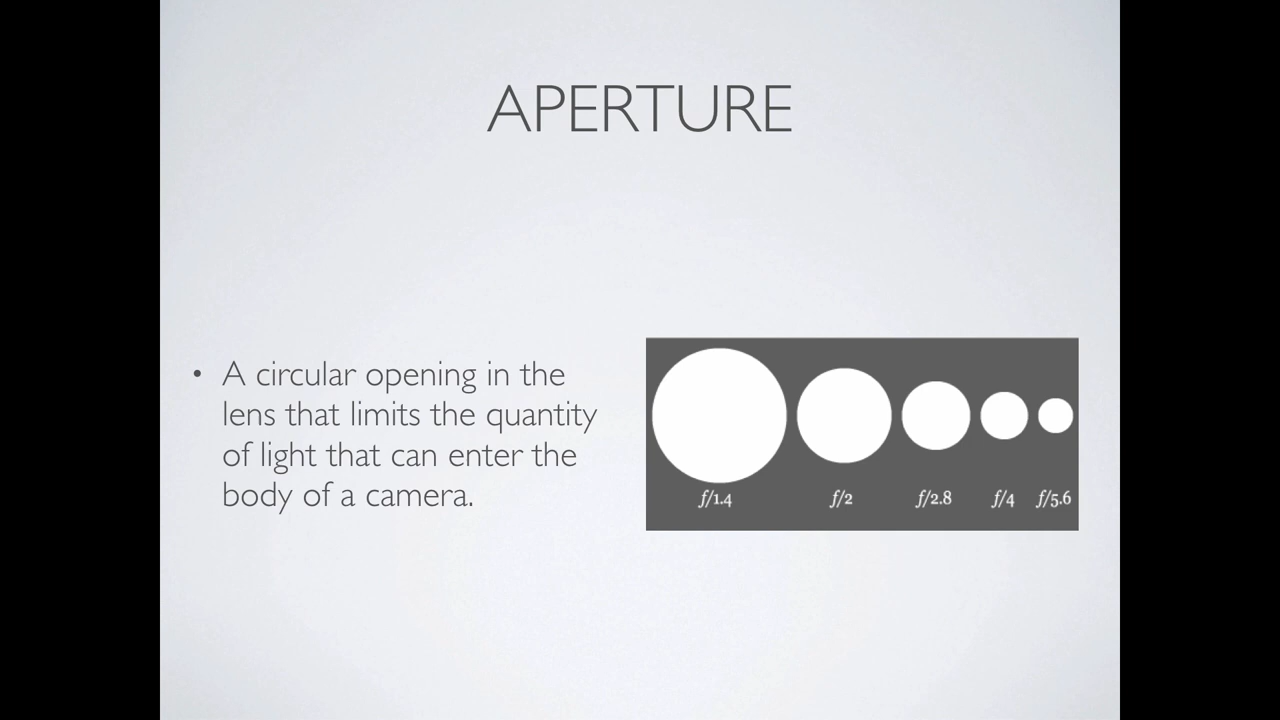 APERTURE
• A circular opening in the
lens that limits the quantity
of light that can enter the
body of a camera.
f/1.4 f/2 f/2.8 f/4 f/5.6